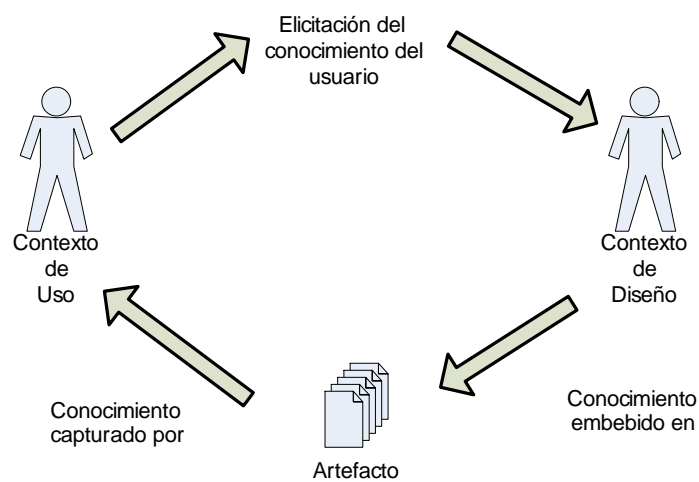 Elicitación del
conocimiento del
usuario
Contexto
de
Uso
Contexto
de
Diseño
Conocimiento
capturado por
Conocimiento
embebido en
Artefacto